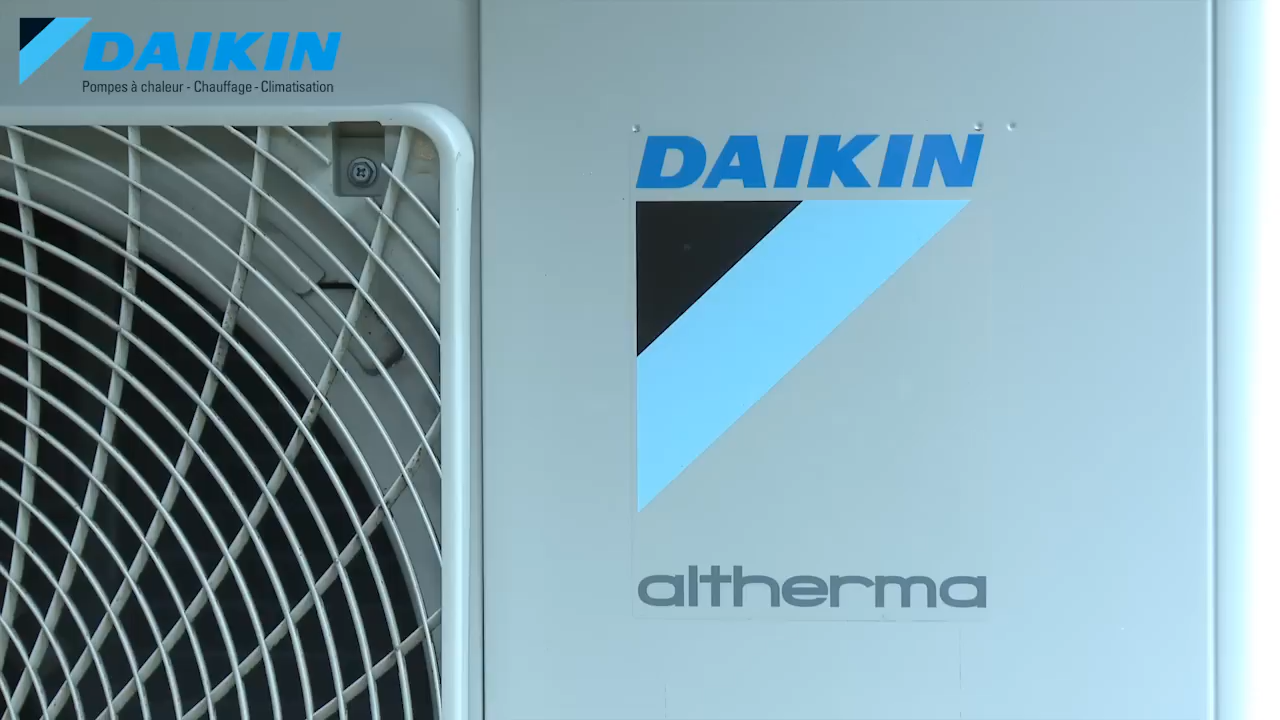 DAIKIN
Pompes à chaleur - Chauffage - Climatisation
DAIKIN
altherma